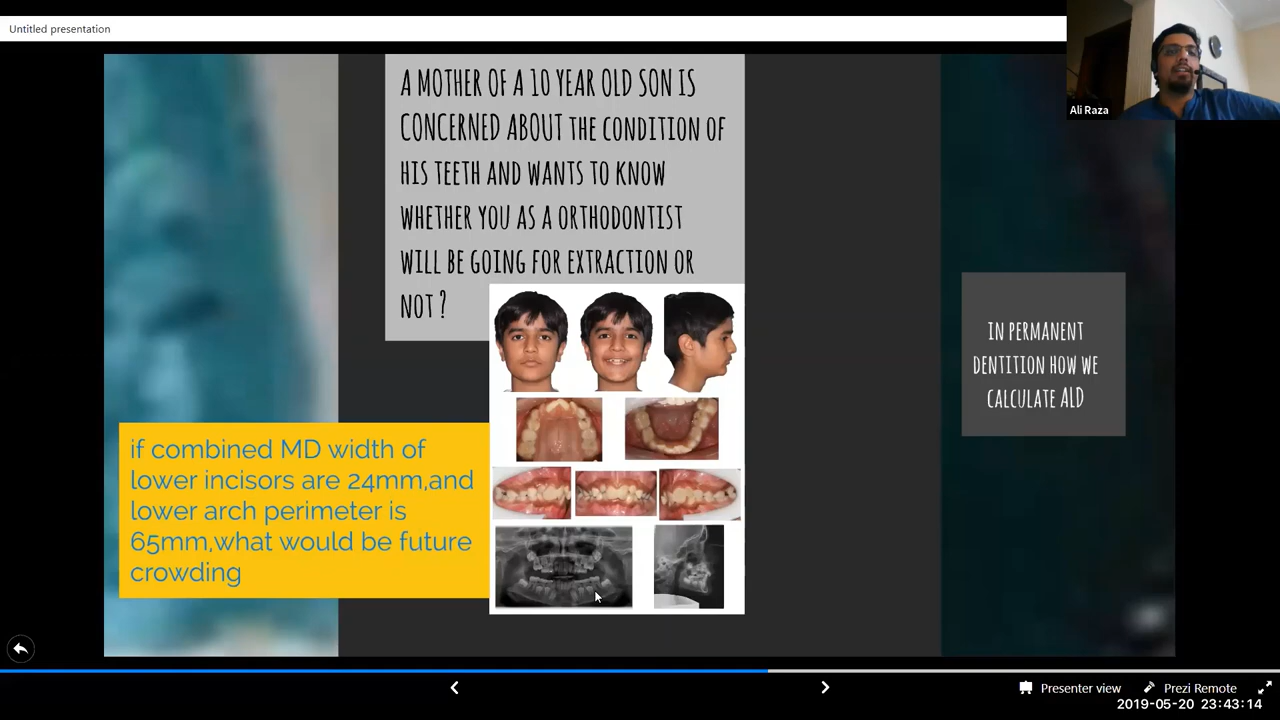 Untitled presentation
Ali Raza
A MOTHER OF A 10 YEAR OLD SON IS
CONCERNED ABOUT THE CONDITION OF
HIS TEETH AND WANTS TO KNOW
WHETHER YOU AS A ORTHODONTIST
WILL BE GOING FOR EXTRACTION OR
NOT ?
if combined MD width of
lower incisors are 24mm,and
lower arch perimeter is
65mm,what would be future
crowding
IN PERMANENT
DENTITION HOW WE
CALCULATE ALD
Presenter view
Prezi Remote
2019-05-20 23:43:14